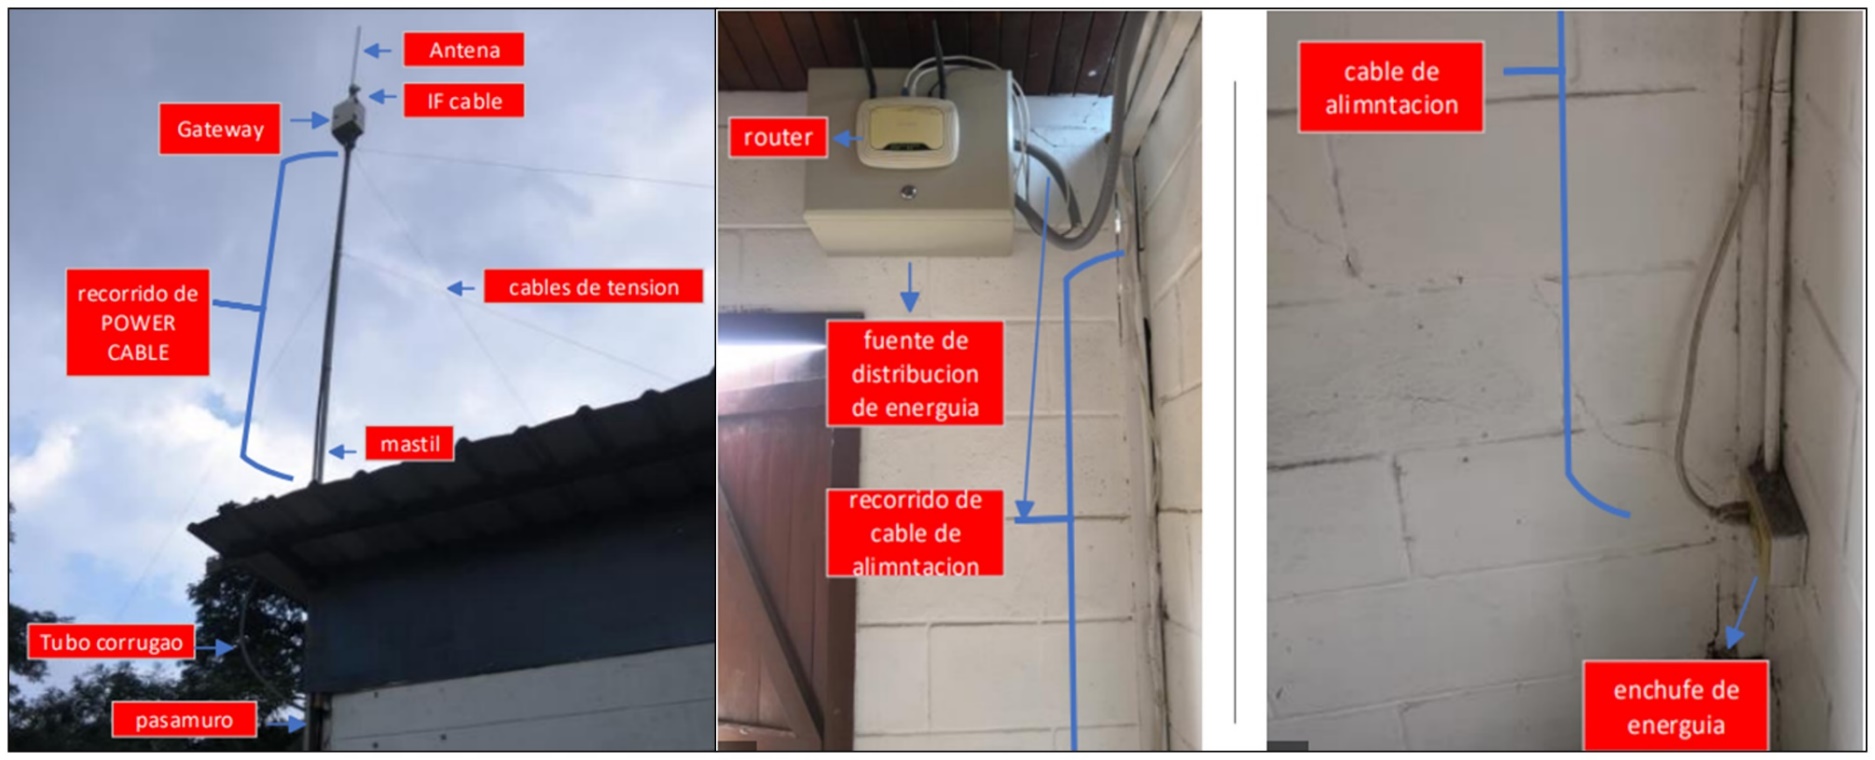 Antena
IF cable
Gateway
recorrido de
POWER
CABLE
cables de tension
mastil
Tubo corrugao
pasamuro
router
fuente de
distribucion
de energuia
recorrido de
cable de
alimntacion
cable de
alimntacion
enchufe de
energuia